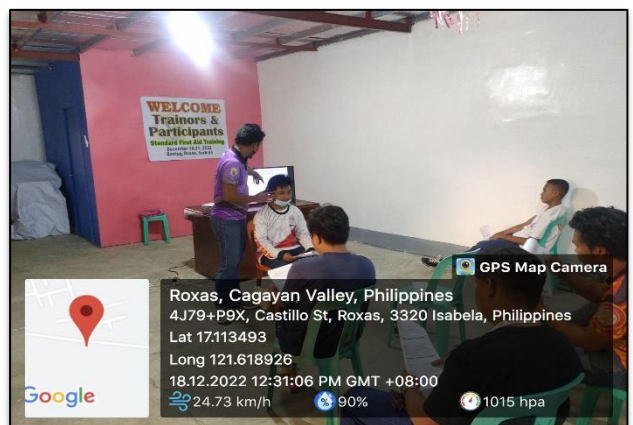 WELCOME
Trainors &
Participants
Standard First Aid Training
GPS Map Camera
Roxas, Cagayan Valley, Philippines
4J79+P9X, Castillo St, Roxas, 3320 Isabela, Philippines
Lat 17.113493
Long 121.618926
18.12.2022 12:31:06 PM GMT +08:00
24.73 km/h
90%
1015 hpa
Google